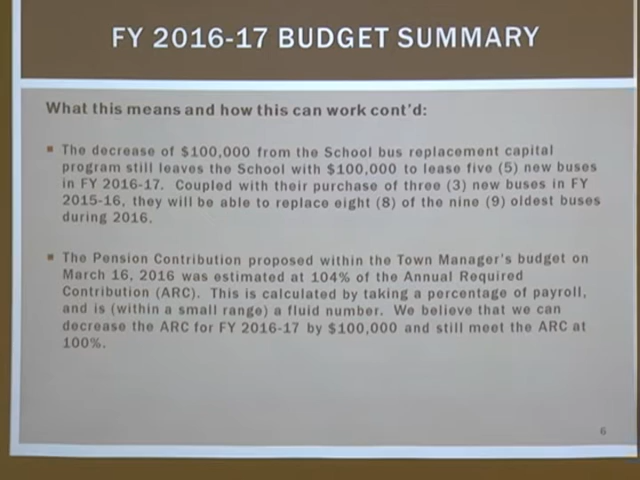 FY 2016-17 BUDGET SUMMARY
What this means and how this can work cont'd:
▪ The decrease of $100,000 from the School bus replacement capital
program still leaves the School with $100,000 to lease five (5) new buses
in FY 2016-17. Coupled with their purchase of three (3) new buses in FY
2015-16, they will be able to replace eight (8) of the nine (9) oldest buses
during 2016.
▪ The Pension Contribution proposed within the Town Manager's budget on
March 16, 2016 was estimated at 104% of the Annual Required
Contribution (ARC). This is calculated by taking a percentage of payroll,
and is (within a small range) a fluid number. We believe that we can
decrease the ARC for FY 2016-17 by $100,000 and still meet the ARC at
100%.
6